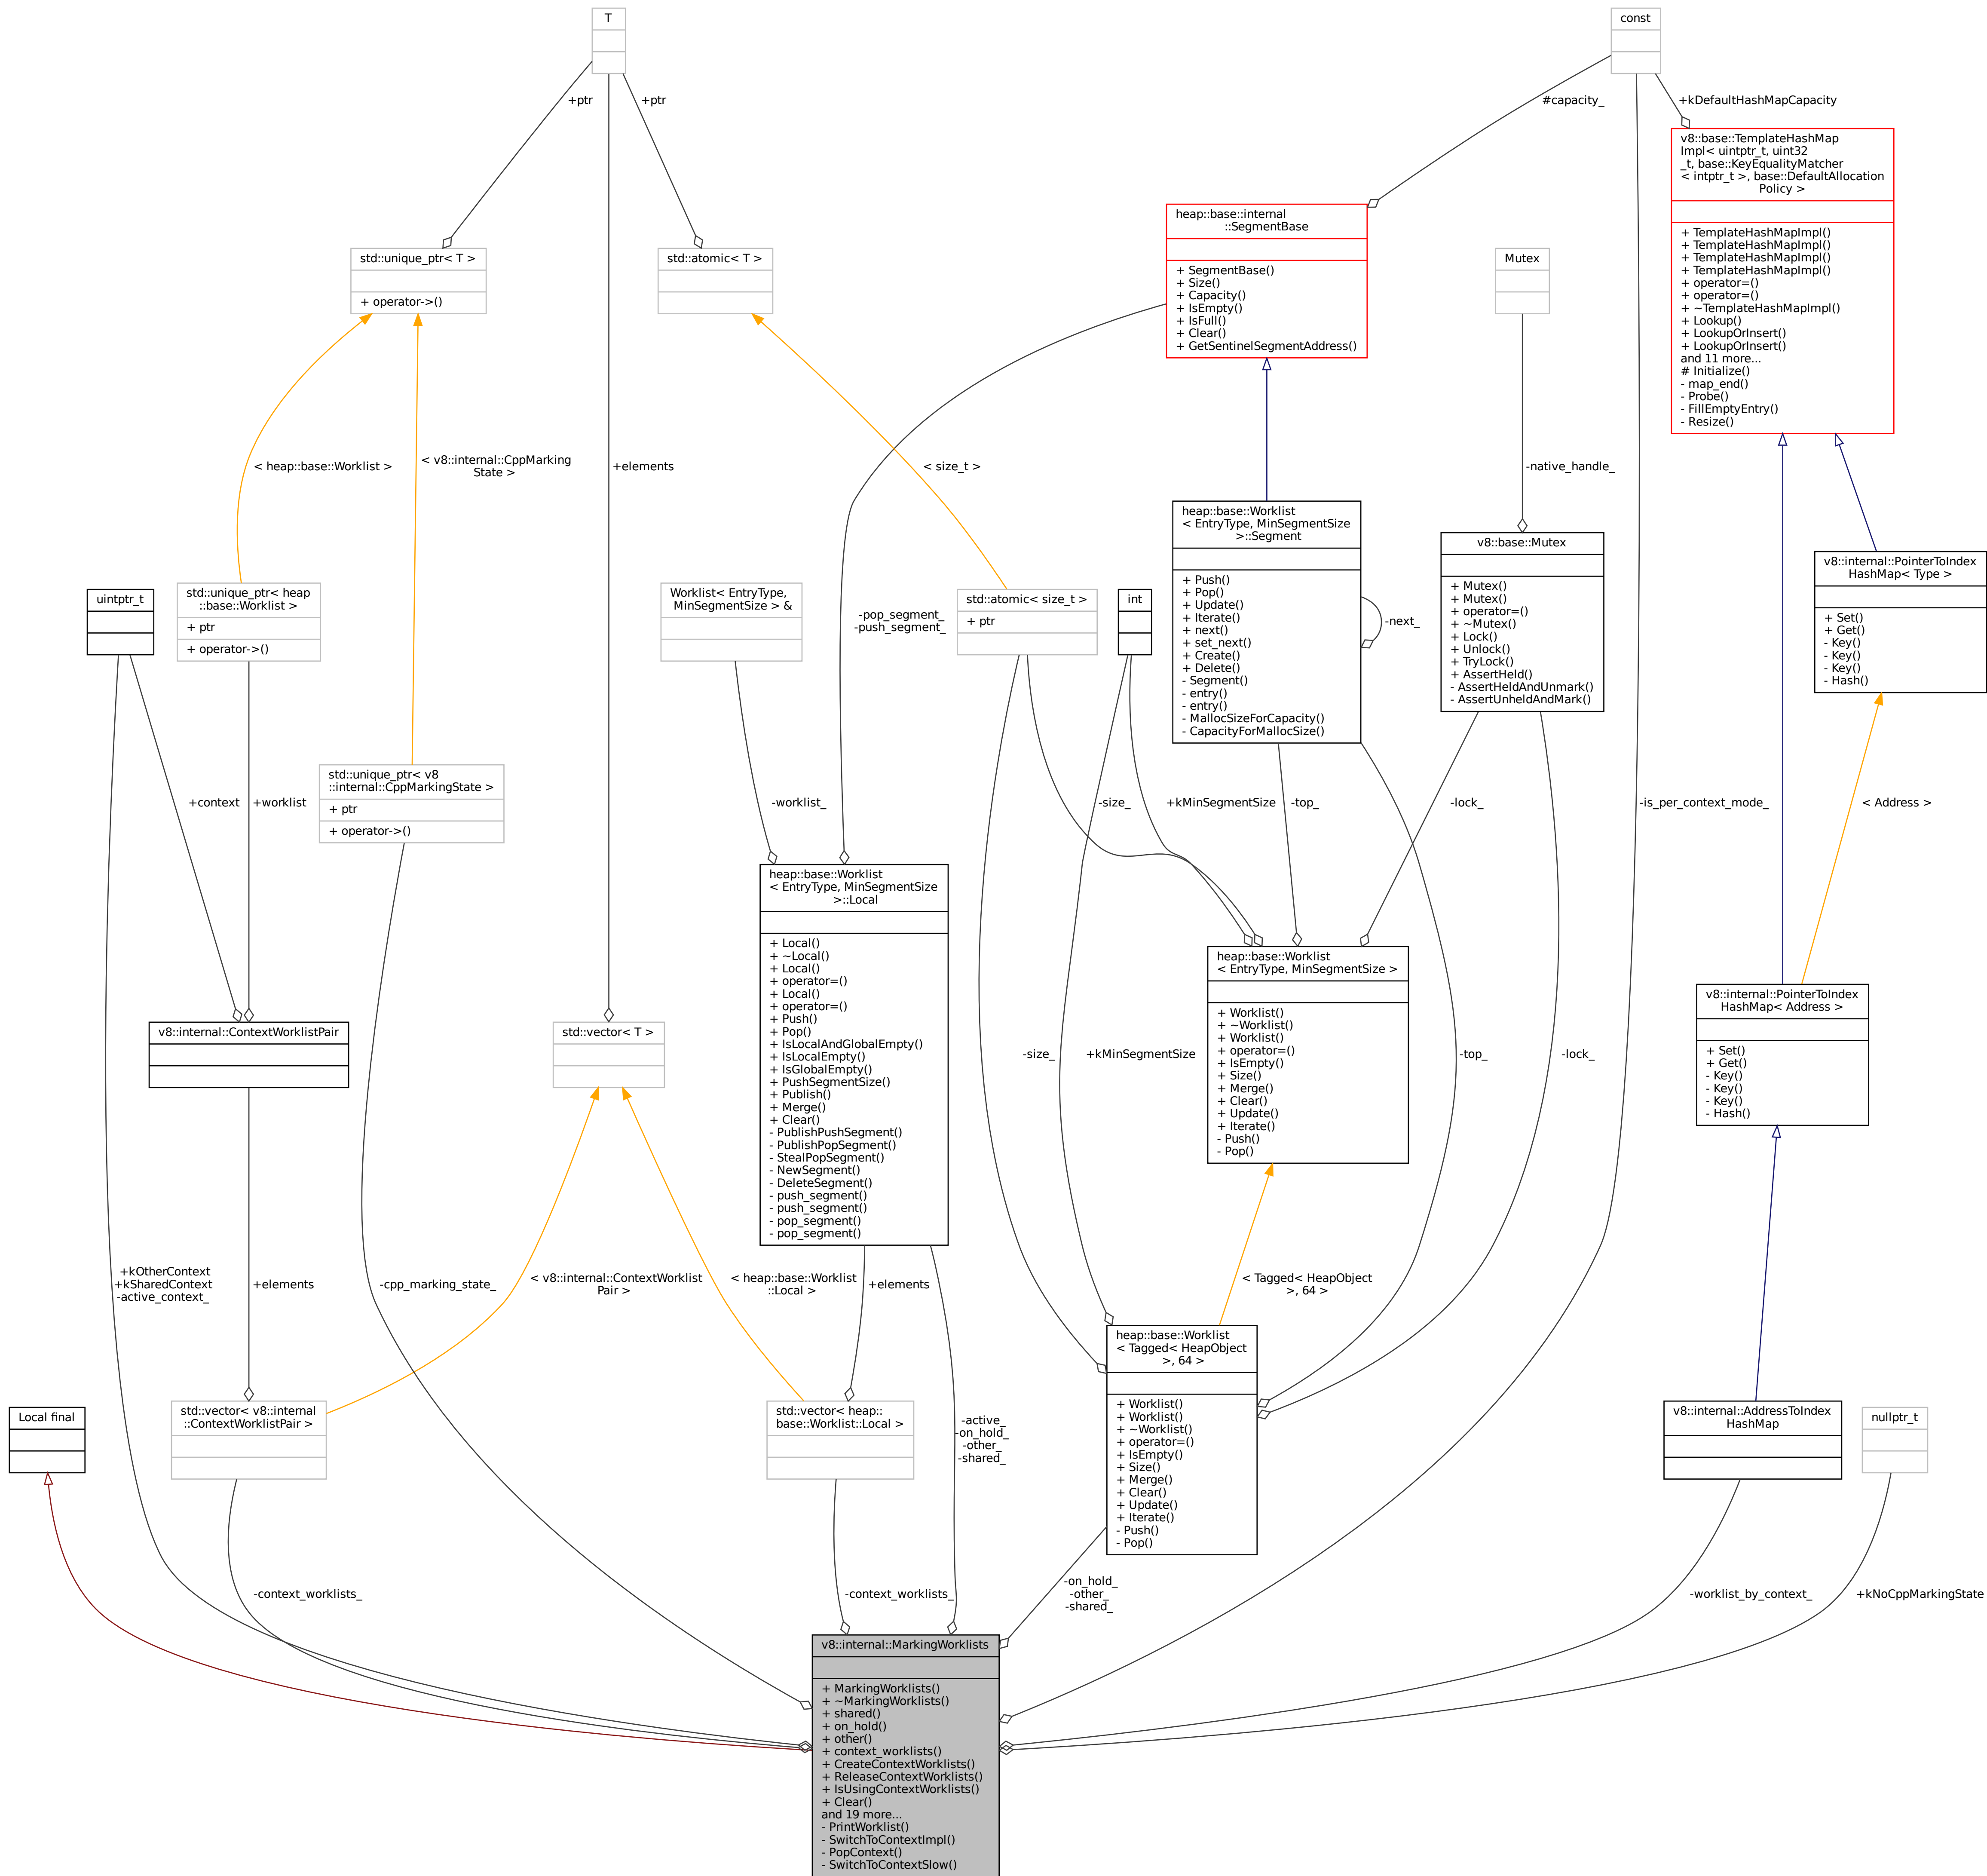 T
const
+ptr
+ptr
#capacity_
+kDefaultHashMapCapacity
v8::base::TemplateHashMap
Impl< uintptr_t, uint32
_t, base::KeyEqualityMatcher
< intptr_t >, base::DefaultAllocation
Policy >
+ TemplateHashMapImpl()
+ TemplateHashMapImpl()
+ TemplateHashMapImpl()
+ TemplateHashMapImpl()
+ operator=()
+ operator=()
+ ~TemplateHashMapImpl()
+ Lookup()
+ LookupOrInsert()
+ LookupOrInsert()
and 11 more...
# Initialize()
- map_end()
- Probe()
- FillEmptyEntry()
- Resize()
heap::base::internal
::SegmentBase
+ SegmentBase()
+ Size()
+ Capacity()
+ IsEmpty()
+ IsFull()
+ Clear()
+ GetSentinelSegmentAddress()
std::unique_ptr< T >
+ operator->()
std::atomic< T >
Mutex
< heap::base::Worklist >
< v8::internal::CppMarking
State >
+elements
< size_t >
-native_handle_
heap::base::Worklist
< EntryType, MinSegmentSize
>::Segment
+ Push()
+ Pop()
+ Update()
+ Iterate()
+ next()
+ set_next()
+ Create()
+ Delete()
- Segment()
- entry()
- entry()
- MallocSizeForCapacity()
- CapacityForMallocSize()
-next_
v8::base::Mutex
+ Mutex()
+ Mutex()
+ operator=()
+ ~Mutex()
+ Lock()
+ Unlock()
+ TryLock()
+ AssertHeld()
- AssertHeldAndUnmark()
- AssertUnheldAndMark()
v8::internal::PointerToIndex
HashMap< Type >
+ Set()
+ Get()
- Key()
- Key()
- Key()
- Hash()
uintptr_t
std::unique_ptr< heap
::base::Worklist >
+ ptr
+ operator->()
Worklist< EntryType,
MinSegmentSize > &
-pop_segment_
-push_segment_
std::atomic< size_t >
+ ptr
int
std::unique_ptr< v8
::internal::CppMarkingState >
+ ptr
+ operator->()
+context
+worklist
-worklist_
-size_
+kMinSegmentSize
-top_
-lock_
-is_per_context_mode_
< Address >
heap::base::Worklist
< EntryType, MinSegmentSize
>::Local
+ Local()
+ ~Local()
+ Local()
+ operator=()
+ Local()
+ operator=()
+ Push()
+ Pop()
+ IsLocalAndGlobalEmpty()
+ IsLocalEmpty()
+ IsGlobalEmpty()
+ PushSegmentSize()
+ Publish()
+ Merge()
+ Clear()
- PublishPushSegment()
- PublishPopSegment()
- StealPopSegment()
- NewSegment()
- DeleteSegment()
- push_segment()
- push_segment()
- pop_segment()
- pop_segment()
heap::base::Worklist
< EntryType, MinSegmentSize >
+ Worklist()
+ ~Worklist()
+ Worklist()
+ operator=()
+ IsEmpty()
+ Size()
+ Merge()
+ Clear()
+ Update()
+ Iterate()
- Push()
- Pop()
v8::internal::PointerToIndex
HashMap< Address >
+ Set()
+ Get()
- Key()
- Key()
- Key()
- Hash()
v8::internal::ContextWorklistPair
std::vector< T >
-size_
+kMinSegmentSize
-top_
-lock_
+kOtherContext
+kSharedContext
-active_context_
+elements
-cpp_marking_state_
< v8::internal::ContextWorklist
Pair >
< heap::base::Worklist
::Local >
+elements
< Tagged< HeapObject
>, 64 >
heap::base::Worklist
< Tagged< HeapObject
>, 64 >
+ Worklist()
+ Worklist()
+ ~Worklist()
+ operator=()
+ IsEmpty()
+ Size()
+ Merge()
+ Clear()
+ Update()
+ Iterate()
- Push()
- Pop()
Local final
std::vector< v8::internal
::ContextWorklistPair >
std::vector< heap::
base::Worklist::Local >
-active_
-on_hold_
-other_
-shared_
v8::internal::AddressToIndex
HashMap
nullptr_t
-context_worklists_
-context_worklists_
-on_hold_
-other_
-shared_
-worklist_by_context_
+kNoCppMarkingState
v8::internal::MarkingWorklists
+ MarkingWorklists()
+ ~MarkingWorklists()
+ shared()
+ on_hold()
+ other()
+ context_worklists()
+ CreateContextWorklists()
+ ReleaseContextWorklists()
+ IsUsingContextWorklists()
+ Clear()
and 19 more...
- PrintWorklist()
- SwitchToContextImpl()
- PopContext()
- SwitchToContextSlow()